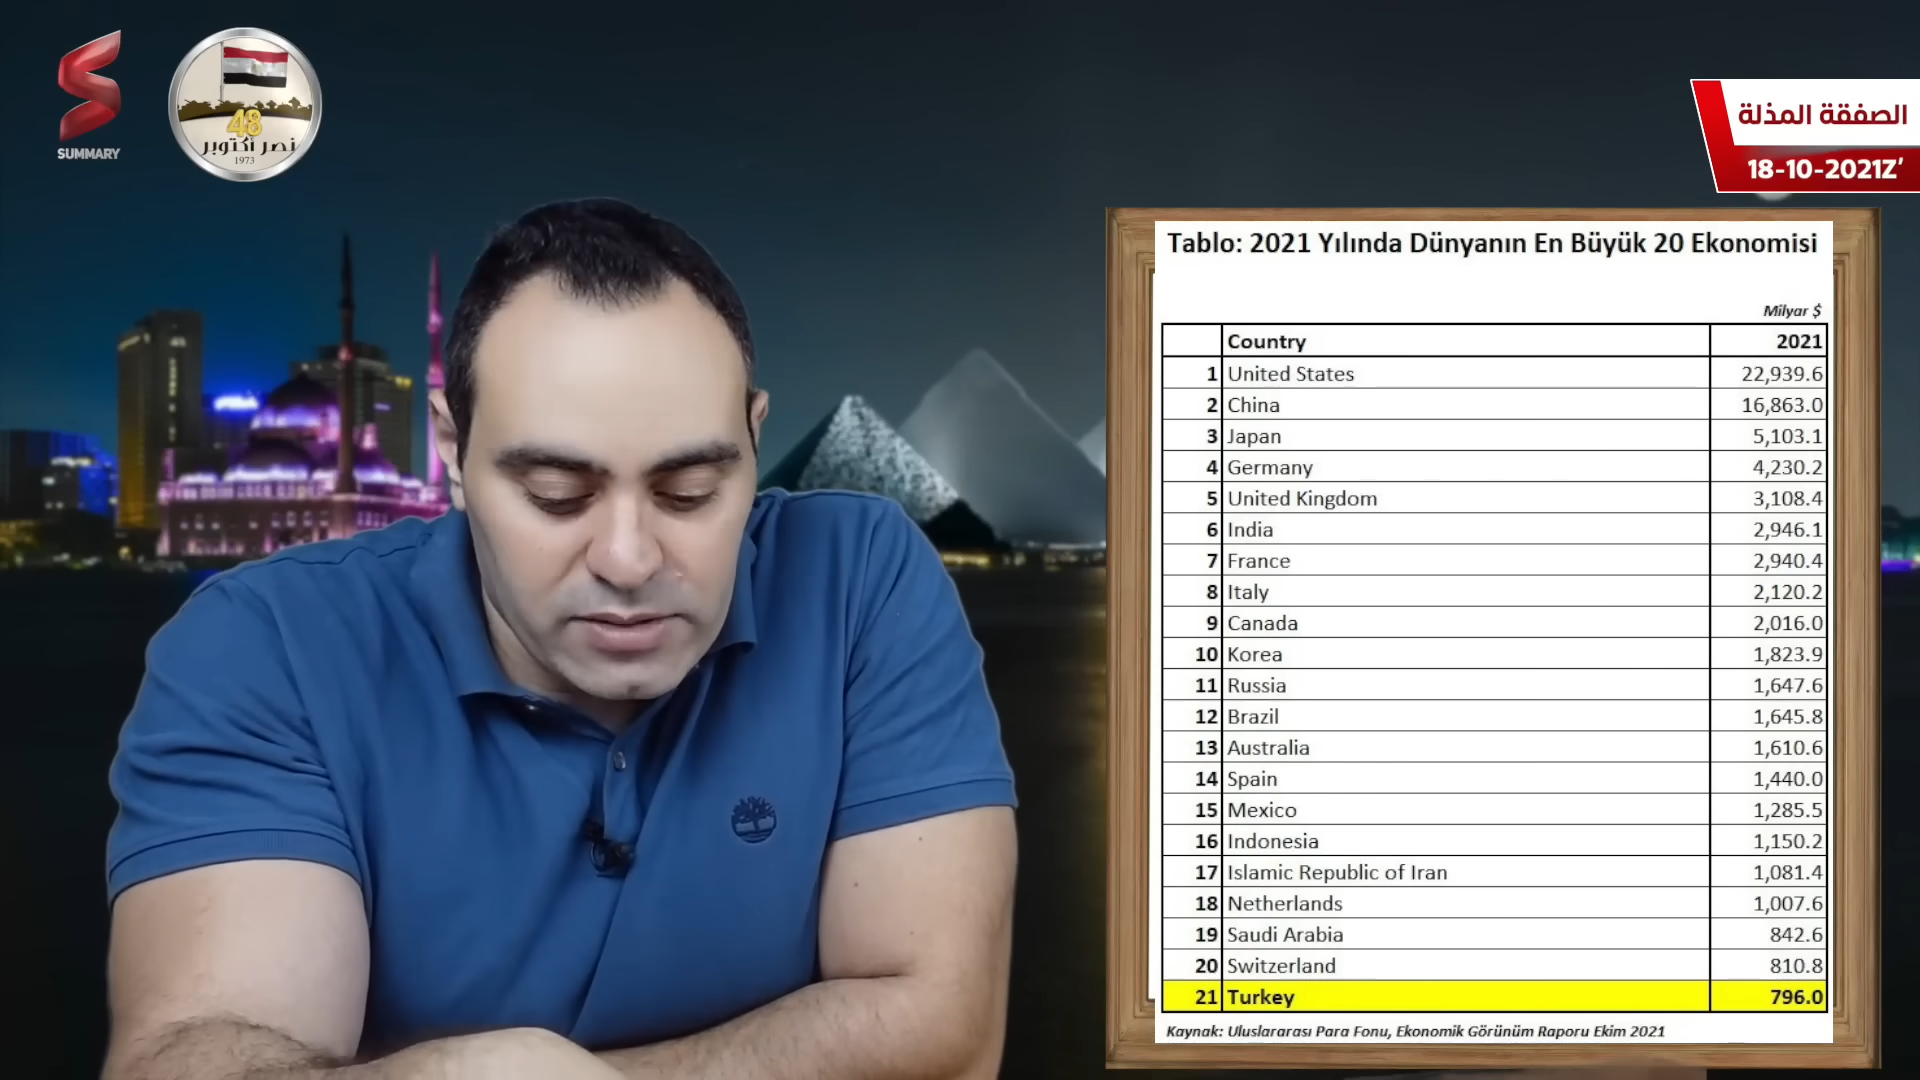 SUMMARY
48
نصر أكتوبر
1973
الصفقة المذلة
18-10-2021Z'
Tablo: 2021 Yılında Dünyanın En Büyük 20 Ekonomisi
Milyar $
Country 2021
1 United States 22,939.6
2 China 16,863.0
3 Japan 5,103.1
4 Germany 4,230.2
5 United Kingdom 3,108.4
6 India 2,946.1
7 France 2,940.4
8 Italy 2,120.2
9 Canada 2,016.0
10 Korea 1,823.9
11 Russia 1,647.6
12 Brazil 1,645.8
13 Australia 1,610.6
14 Spain 1,440.0
15 Mexico 1,285.5
16 Indonesia 1,150.2
17 Islamic Republic of Iran 1,081.4
18 Netherlands 1,007.6
19 Saudi Arabia 842.6
20 Switzerland 810.8
21 Turkey 796.0
Kaynak: Uluslararası Para Fonu, Ekonomik Görünüm Raporu Ekim 2021